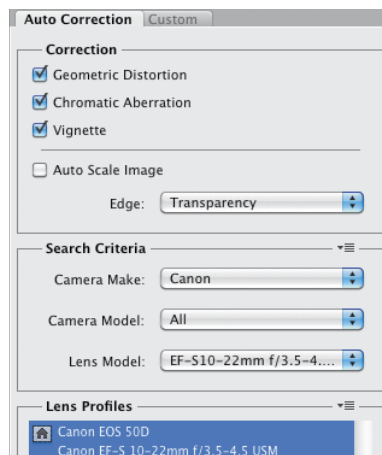 Auto Correction Custom
Correction
Geometric Distortion
Chromatic Aberration
Vignette
Auto Scale Image
Edge: Transparency
Search Criteria
Camera Make: Canon
Camera Model: All
Lens Model: EF-S10-22mm f/3.5-4....
Lens Profiles
Canon EOS 50D
Canon EF-S 10-22mm f/3.5-4.5 USM